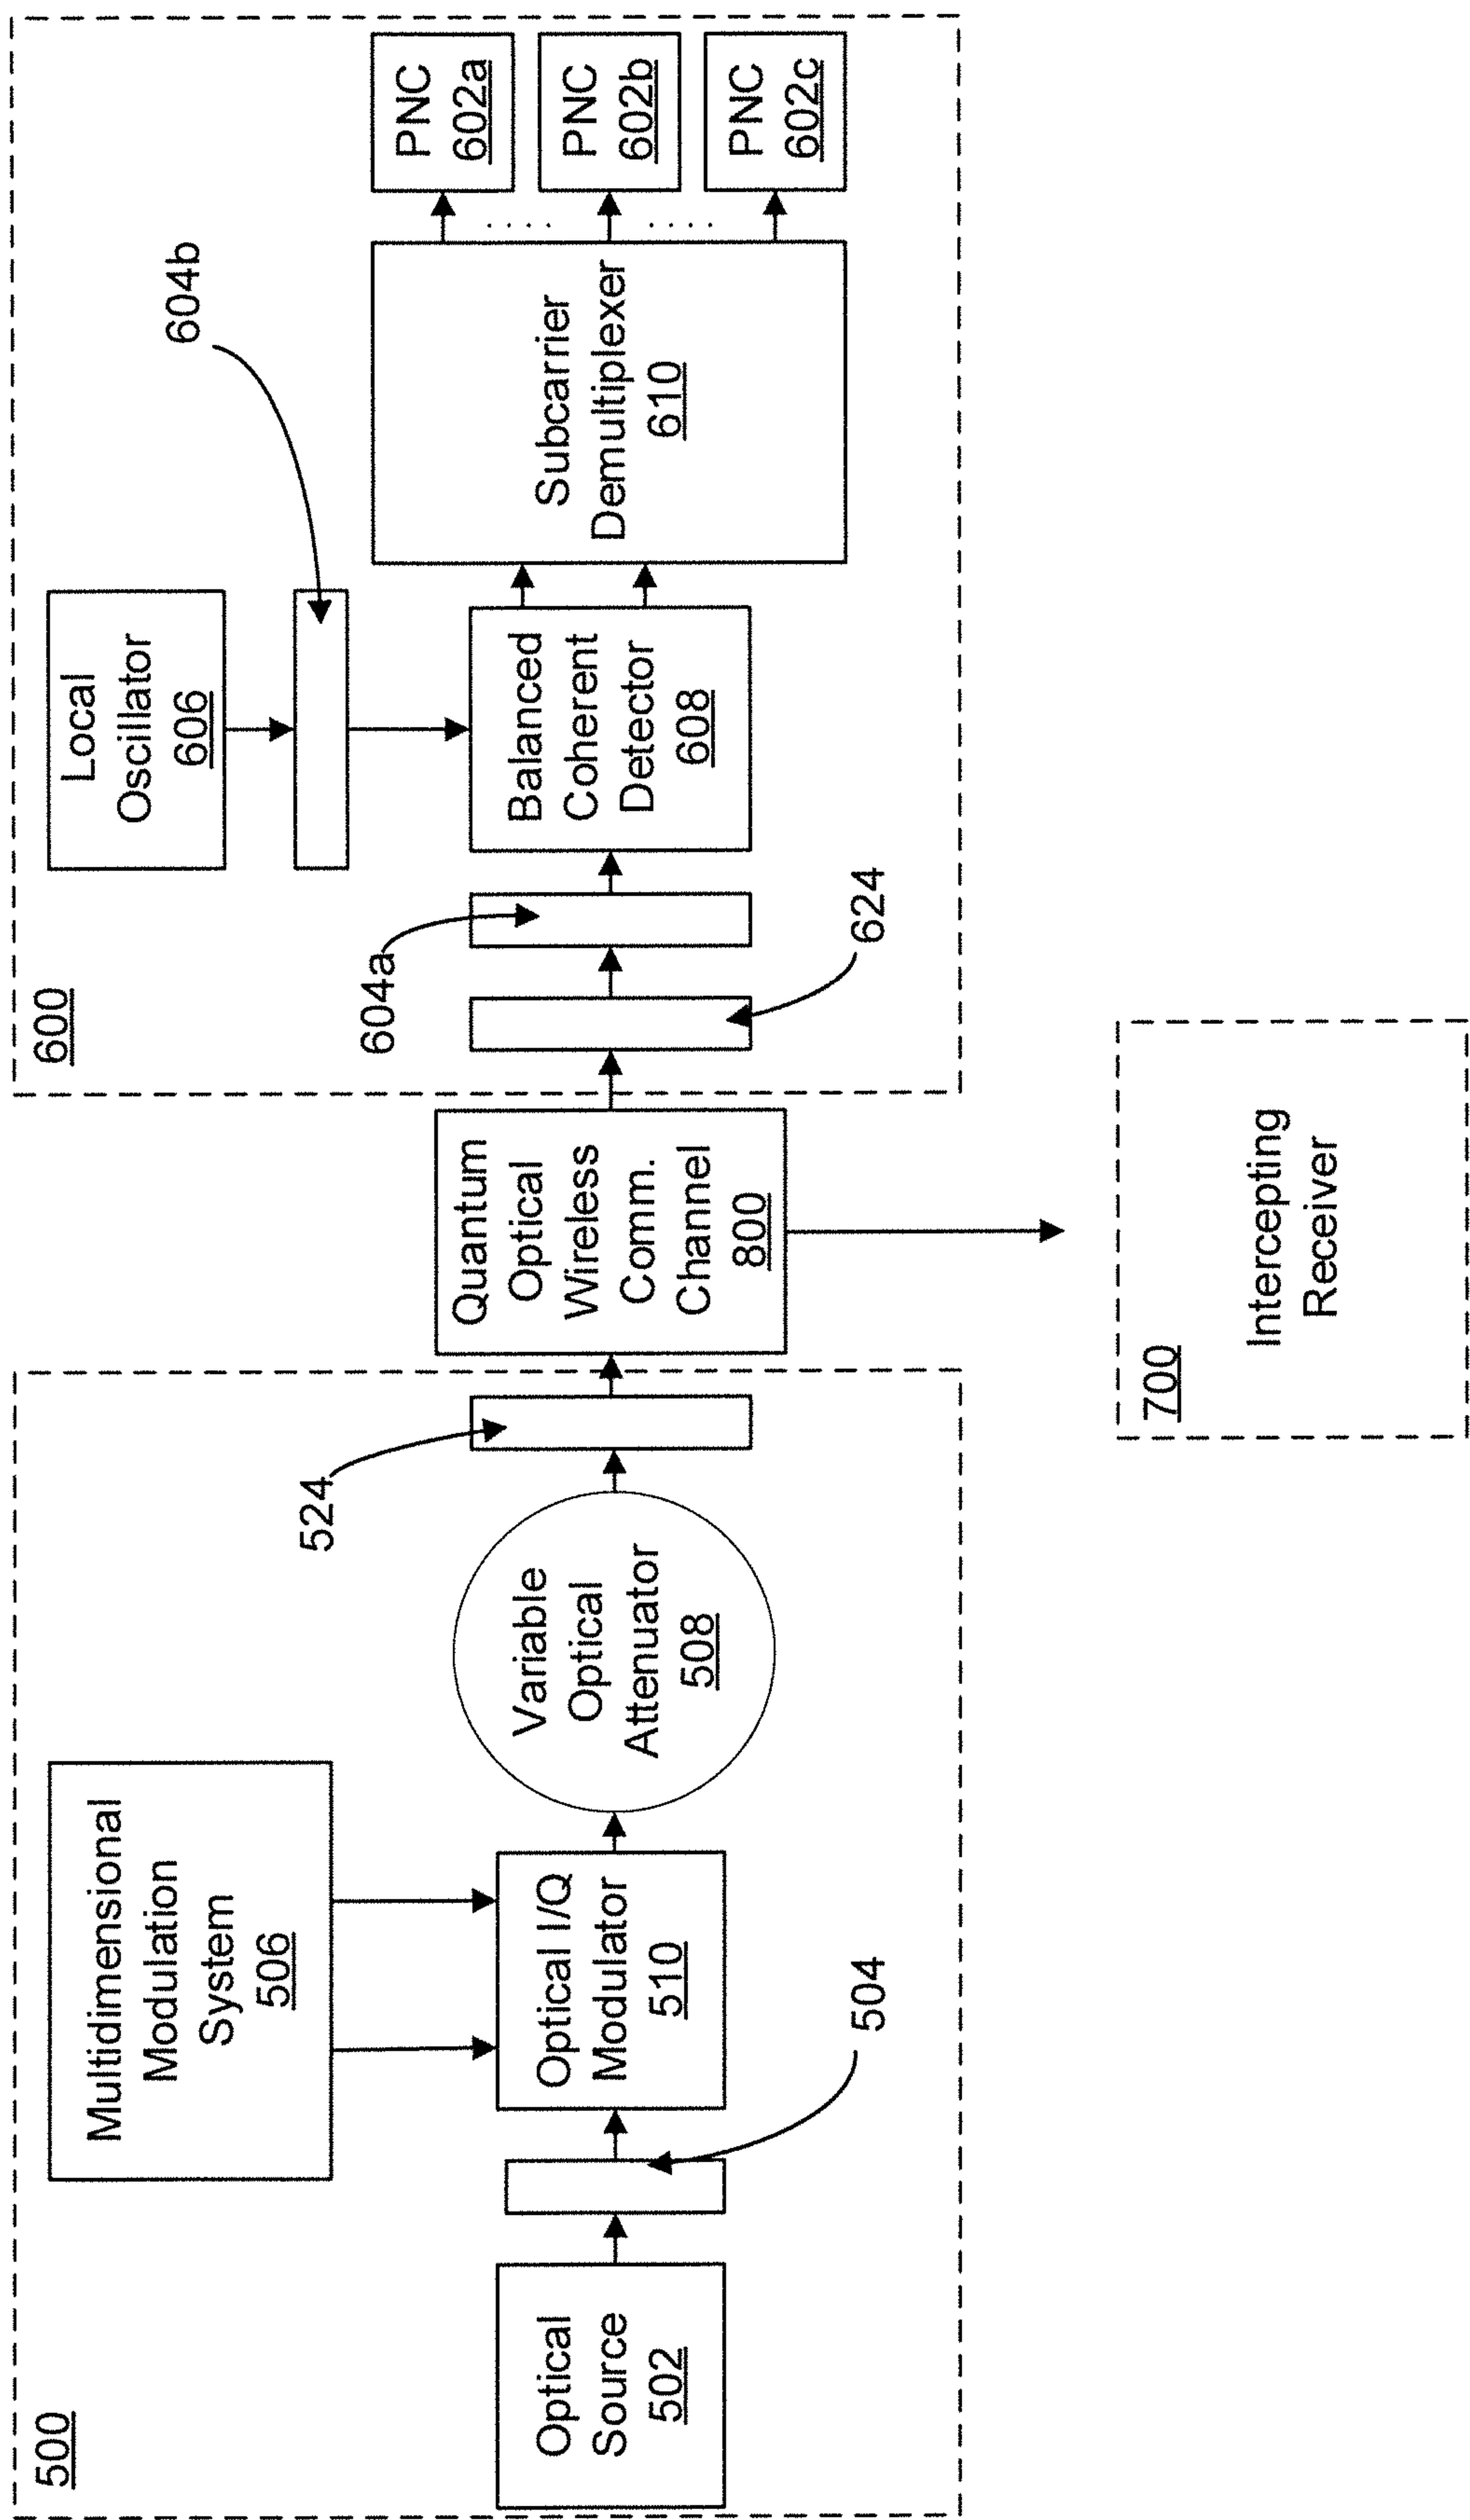 500
Multidimensional
Modulation
System
506
Optical
Source
502
504
Optical I/Q
Modulator
510
Variable
Optical
Attenuator
508
524
Quantum
Optical
Wireless
Comm.
Channel
800
700
Intercepting
Receiver
600
624
604a
Local
Oscillator
606
604b
Balanced
Coherent
Detector
608
Subcarrier
Demultiplexer
610
PNC
602a
PNC
602b
PNC
602c